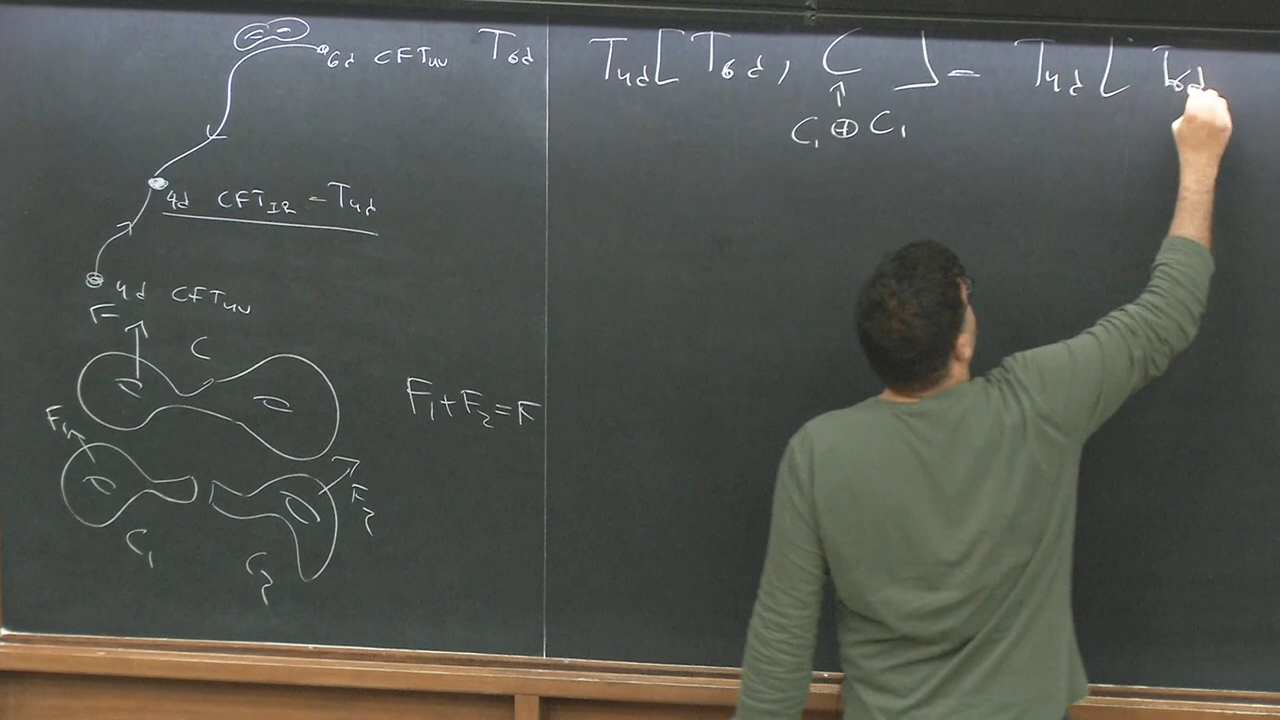 6d CFT_UV T_6d
4d CFT_IR = T_4d
4d CFT_UV
F
C
F_1 + F_2 = F
F_1
F_2
C_1
C_2
T_4d[T_6d, C] = T_4d[T_6d
↑
C_1 ⊕ C_1